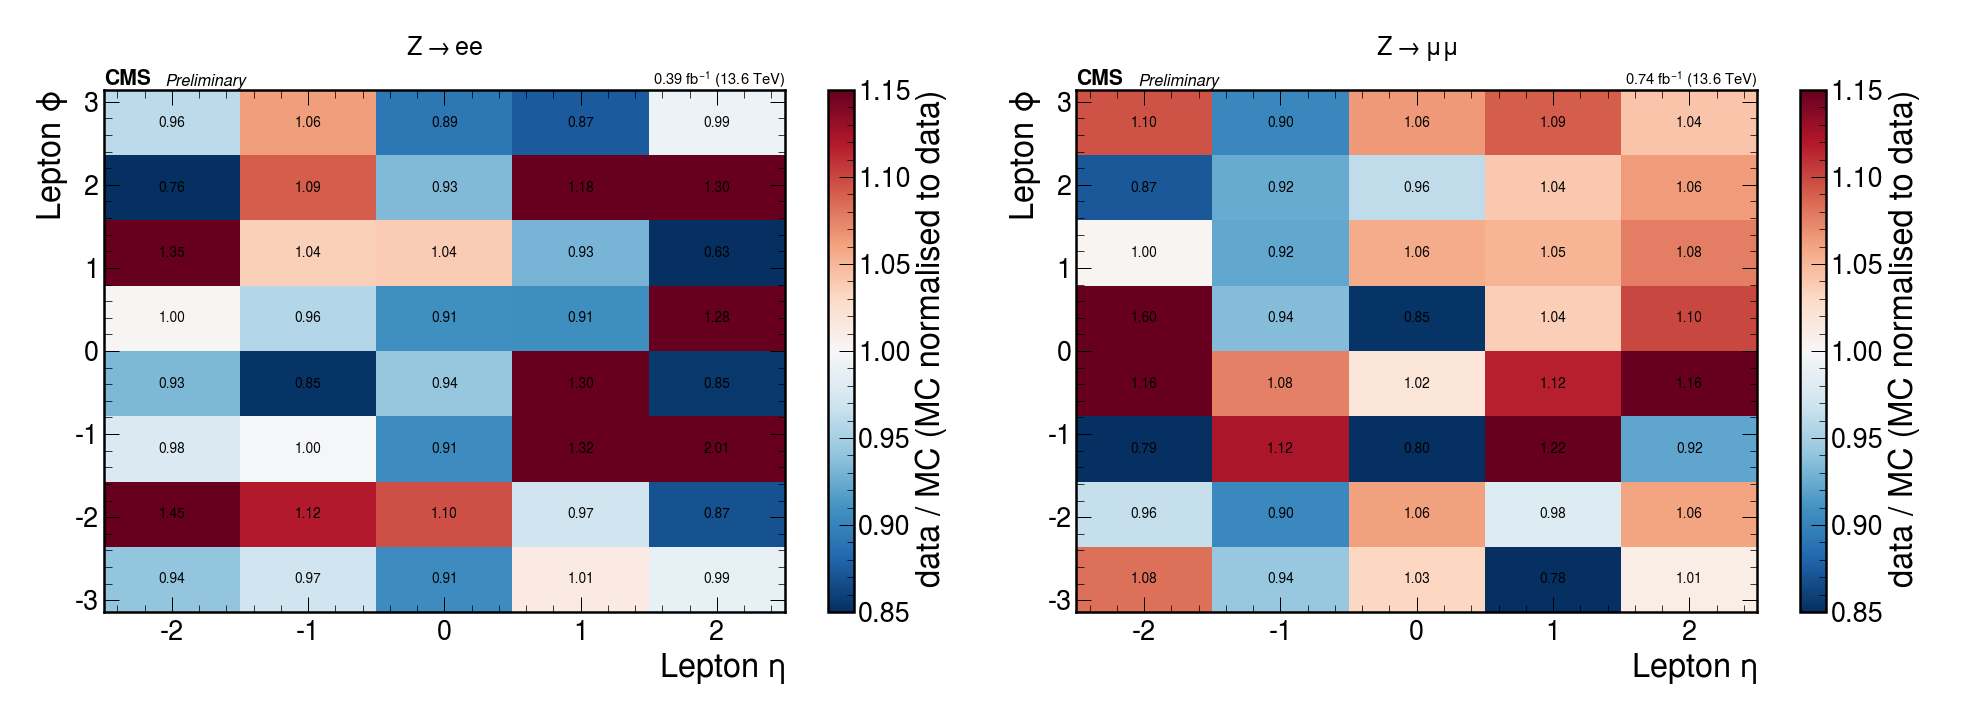 Z→ee
CMS Preliminary 0.39 fb⁻¹ (13.6 TeV)
Lepton ϕ
3
2
1
0
-1
-2
-3
0.96 1.06 0.89 0.87 0.99
0.76 1.09 0.93 1.18 1.30
1.35 1.04 1.04 0.93 0.63
1.00 0.96 0.91 0.91 1.28
0.93 0.85 0.94 1.30 0.85
0.98 1.00 0.91 1.32 2.01
1.45 1.12 1.10 0.97 0.87
0.94 0.97 0.91 1.01 0.99
-2 -1 0 1 2
Lepton η
1.15
1.10
1.05
1.00
0.95
0.90
0.85
data / MC (MC normalised to data)
Z→μμ
CMS Preliminary 0.74 fb⁻¹ (13.6 TeV)
Lepton ϕ
3
2
1
0
-1
-2
-3
1.10 0.90 1.06 1.09 1.04
0.87 0.92 0.96 1.04 1.06
1.00 0.92 1.06 1.05 1.08
1.60 0.94 0.85 1.04 1.10
1.16 1.08 1.02 1.12 1.16
0.79 1.12 0.80 1.22 0.92
0.96 0.90 1.06 0.98 1.06
1.08 0.94 1.03 0.78 1.01
-2 -1 0 1 2
Lepton η
1.15
1.10
1.05
1.00
0.95
0.90
0.85
data / MC (MC normalised to data)